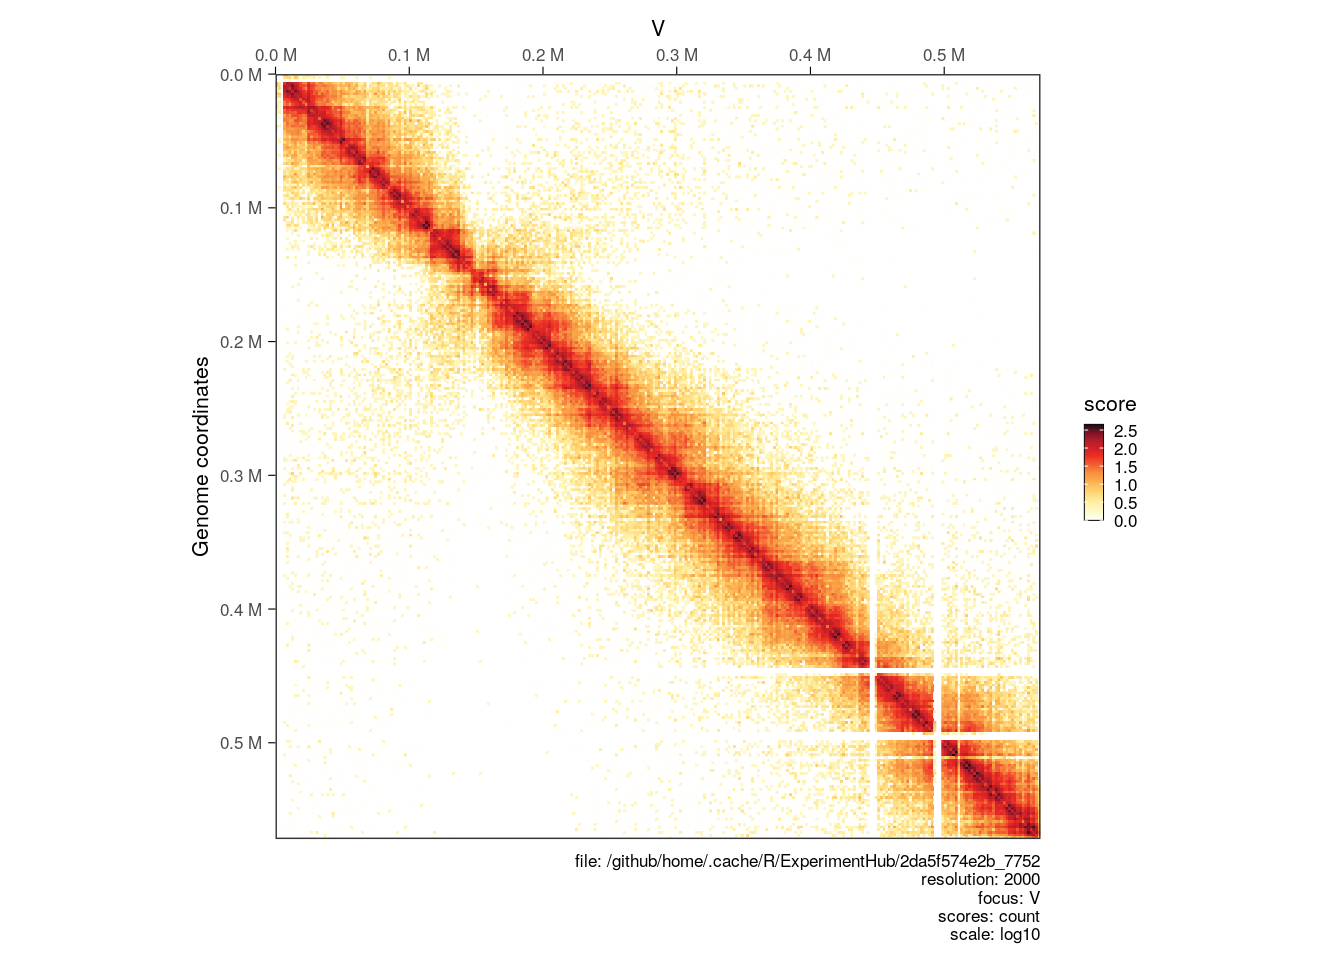 V
0.0 M 0.1 M 0.2 M 0.3 M 0.4 M 0.5 M
0.0 M
0.1 M
0.2 M
0.3 M
0.4 M
0.5 M
Genome coordinates
score
2.5
2.0
1.5
1.0
0.5
0.0
file: /github/home/.cache/R/ExperimentHub/2da5f574e2b_7752
resolution: 2000
focus: V
scores: count
scale: log10